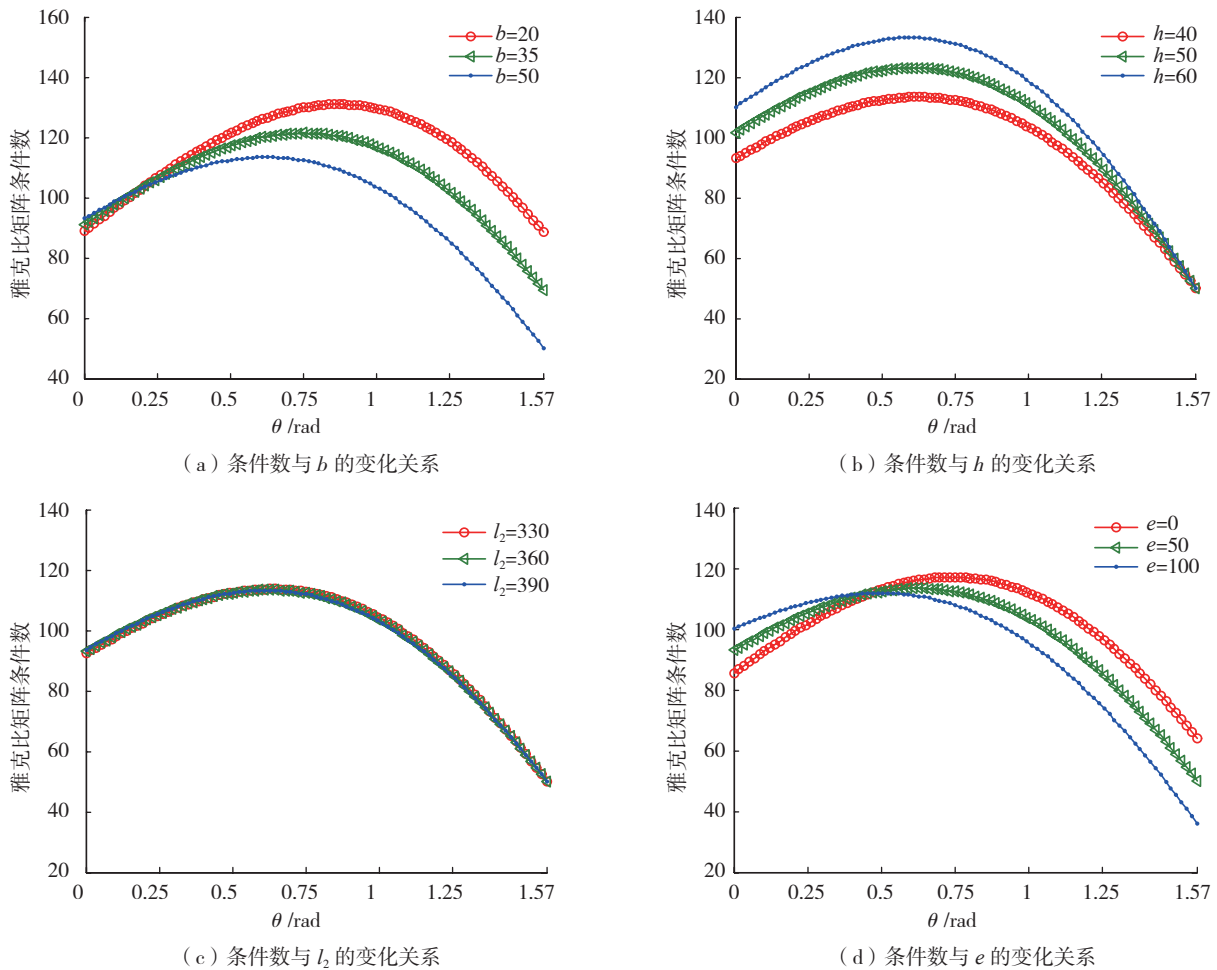 160
140
120
100
80
60
40
雅克比矩阵条件数
b=20
b=35
b=50
0 0.25 0.5 0.75 1 1.25 1.57
θ /rad
（a）条件数与 b 的变化关系
140
120
100
80
60
40
20
雅克比矩阵条件数
h=40
h=50
h=60
0 0.25 0.5 0.75 1 1.25 1.57
θ /rad
（b）条件数与 h 的变化关系
140
120
100
80
60
40
20
雅克比矩阵条件数
l₂=330
l₂=360
l₂=390
0 0.25 0.5 0.75 1 1.25 1.57
θ /rad
（c）条件数与 l₂ 的变化关系
140
120
100
80
60
40
20
雅克比矩阵条件数
e=0
e=50
e=100
0 0.25 0.5 0.75 1 1.25 1.57
θ /rad
（d）条件数与 e 的变化关系